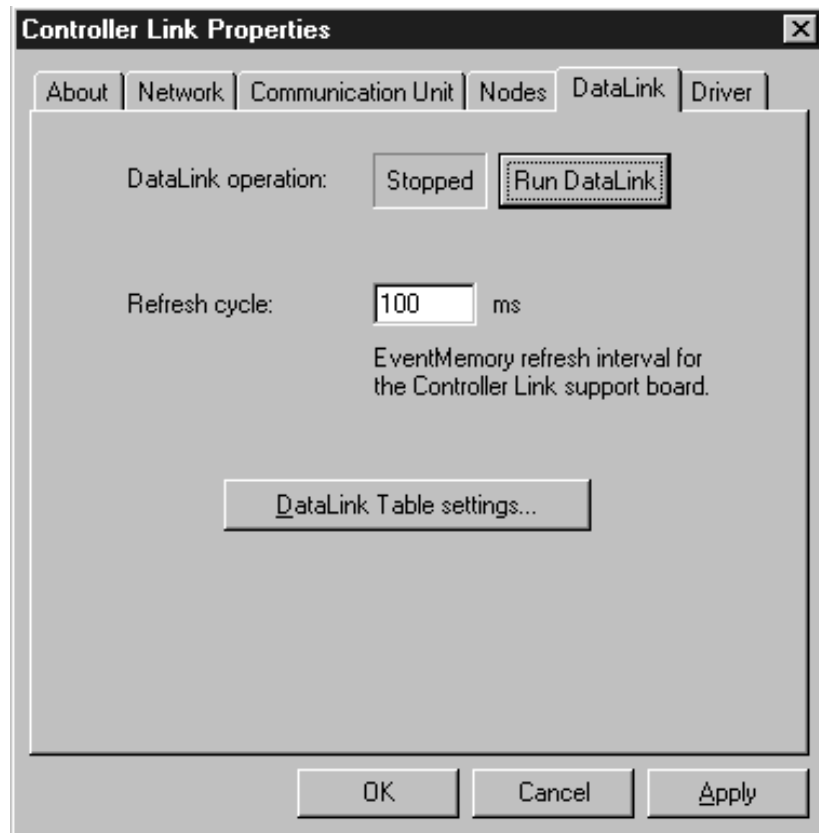 Controller Link Properties
About Network Communication Unit Nodes DataLink Driver
DataLink operation: Stopped Run DataLink
Refresh cycle: 100 ms
EventMemory refresh interval for
the Controller Link support board.
DataLink Table settings...
OK Cancel Apply